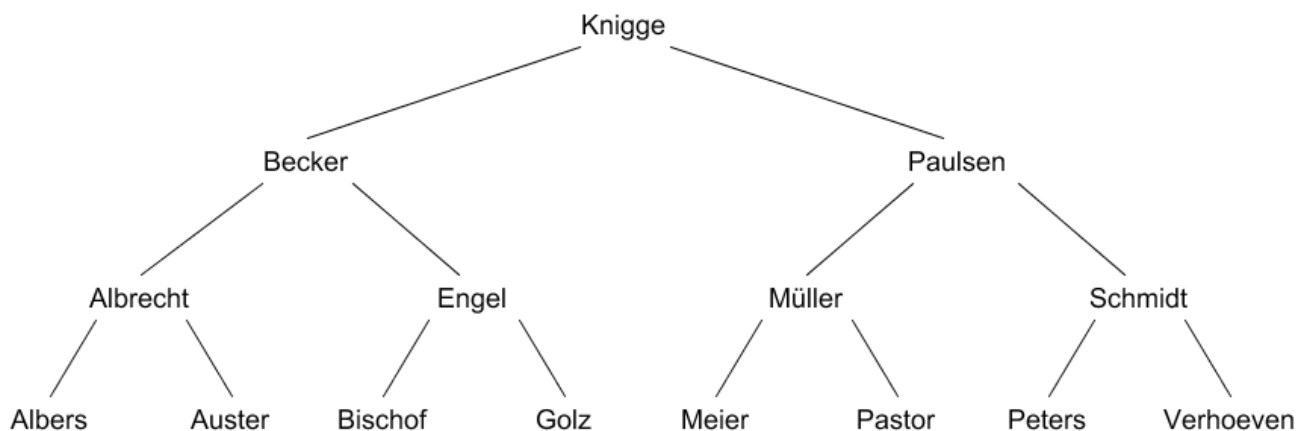 Knigge
Becker Paulsen
Albrecht Engel Müller Schmidt
Albers Auster Bischof Golz Meier Pastor Peters Verhoeven